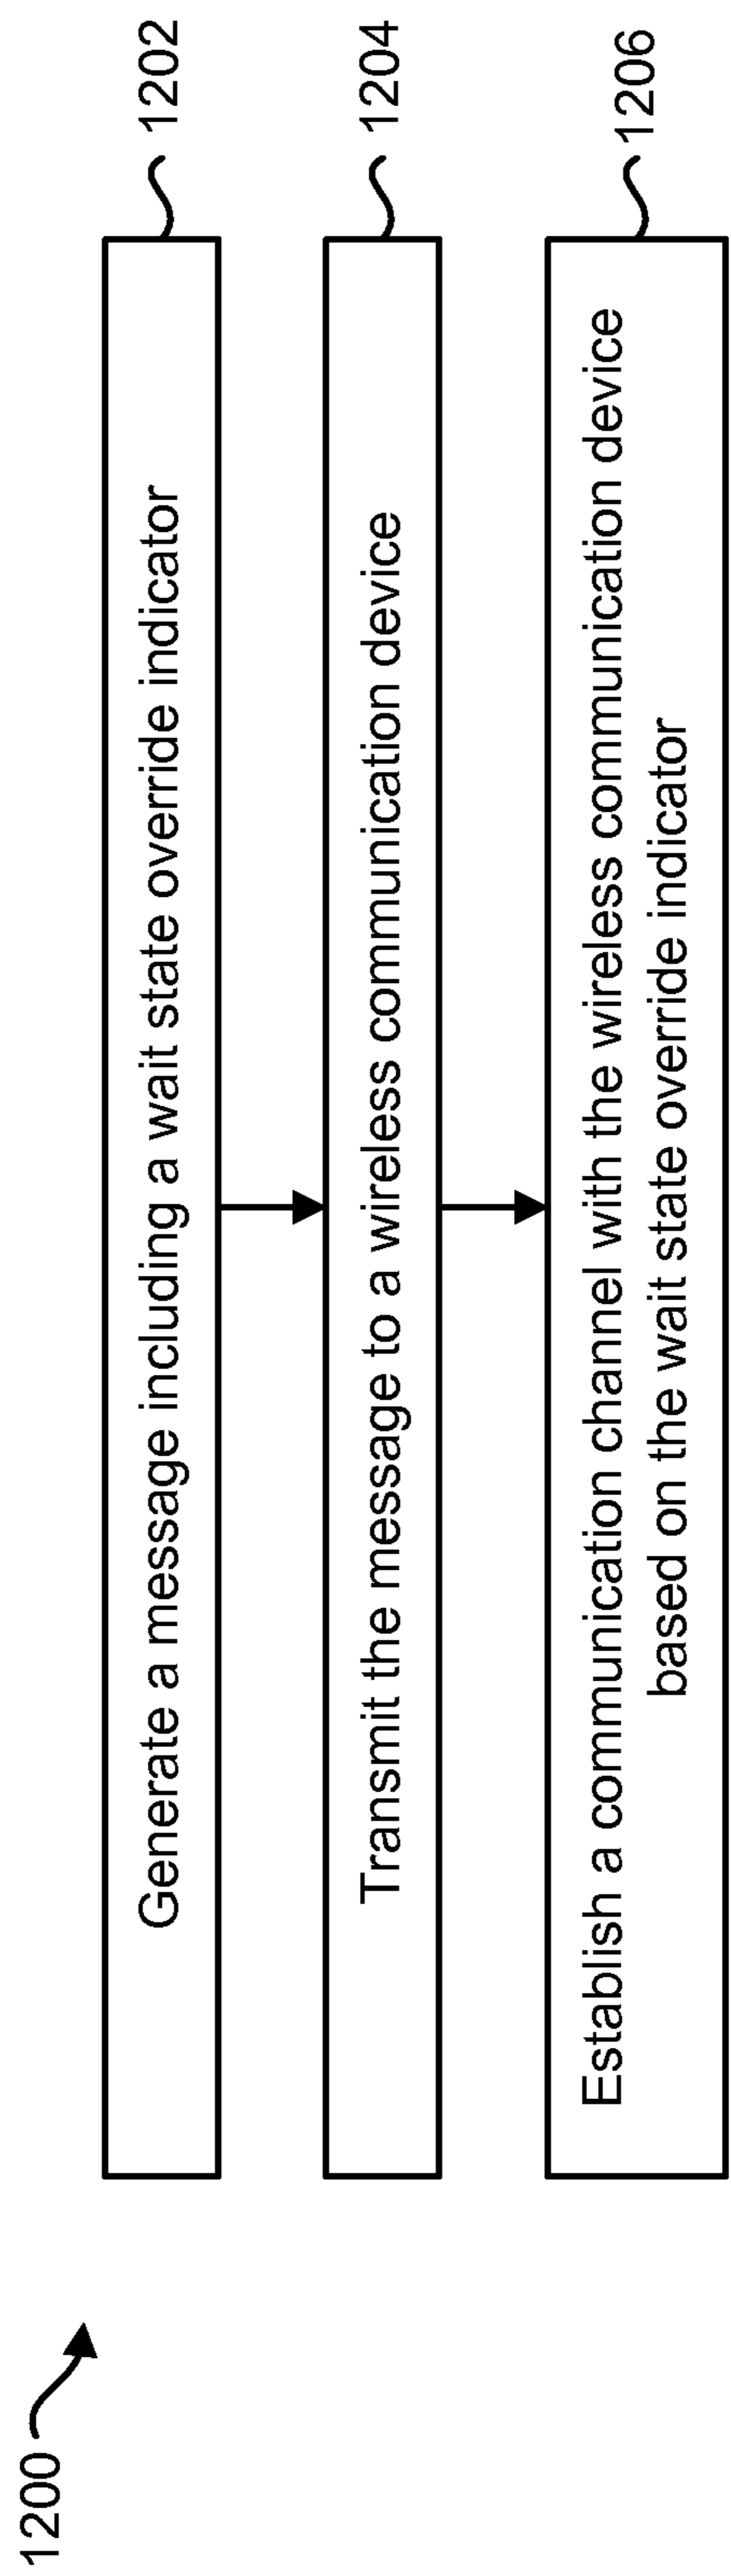 1200
Generate a message including a wait state override indicator
1202
Transmit the message to a wireless communication device
1204
Establish a communication channel with the wireless communication device
based on the wait state override indicator
1206